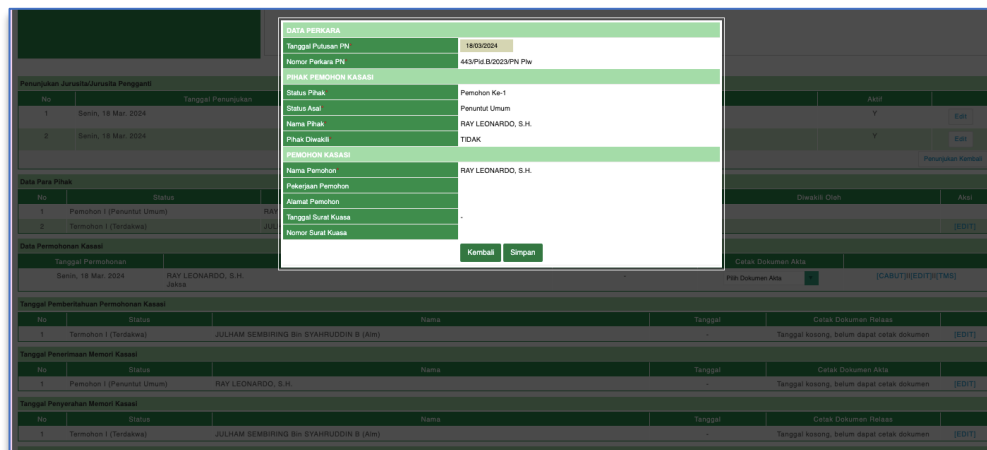 DATA PERKARA
Tanggal Putusan PN* 18/03/2024
Nomor Perkara PN* 443/Pid.B/2023/PN Plw
PIHAK PEMOHON KASASI
Status Pihak* Pemohon Ke-1
Status Asal* Penuntut Umum
Nama Pihak* RAY LEONARDO, S.H.
Pihak Diwakili* TIDAK
PEMOHON KASASI
Nama Pemohon* RAY LEONARDO, S.H.
Pekerjaan Pemohon
Alamat Pemohon
Tanggal Surat Kuasa -
Nomor Surat Kuasa
Kembali Simpan
Penunjukan Jurusita/Jurusita Pengganti
No Tanggal Penunjukan Aktif
1 Senin, 18 Mar. 2024 Y Edit
2 Senin, 18 Mar. 2024 Y Edit
Penunjukan Kembali
Data Para Pihak
No Status Diwakili Oleh Aksi
1 Pemohon I (Penuntut Umum) RAY
2 Termohon I (Terdakwa) JUL [EDIT]
Data Permohonan Kasasi
Tanggal Permohonan Cetak Dokumen Akta
Senin, 18 Mar. 2024 RAY LEONARDO, S.H. - Pilih Dokumen Akta [CABUT]|[EDIT]|[TMS]
Jaksa
Tanggal Pemberitahuan Permohonan Kasasi
No Status Nama Tanggal Cetak Dokumen Relaas
1 Termohon I (Terdakwa) JULHAM SEMBIRING Bin SYAHRUDDIN B (Alm) - Tanggal kosong, belum dapat cetak dokumen [EDIT]
Tanggal Penerimaan Memori Kasasi
No Status Nama Tanggal Cetak Dokumen Akta
1 Pemohon I (Penuntut Umum) RAY LEONARDO, S.H. - Tanggal kosong, belum dapat cetak dokumen [EDIT]
Tanggal Penyerahan Memori Kasasi
No Status Nama Tanggal Cetak Dokumen Relaas
1 Termohon I (Terdakwa) JULHAM SEMBIRING Bin SYAHRUDDIN B (Alm) - Tanggal kosong, belum dapat cetak dokumen [EDIT]